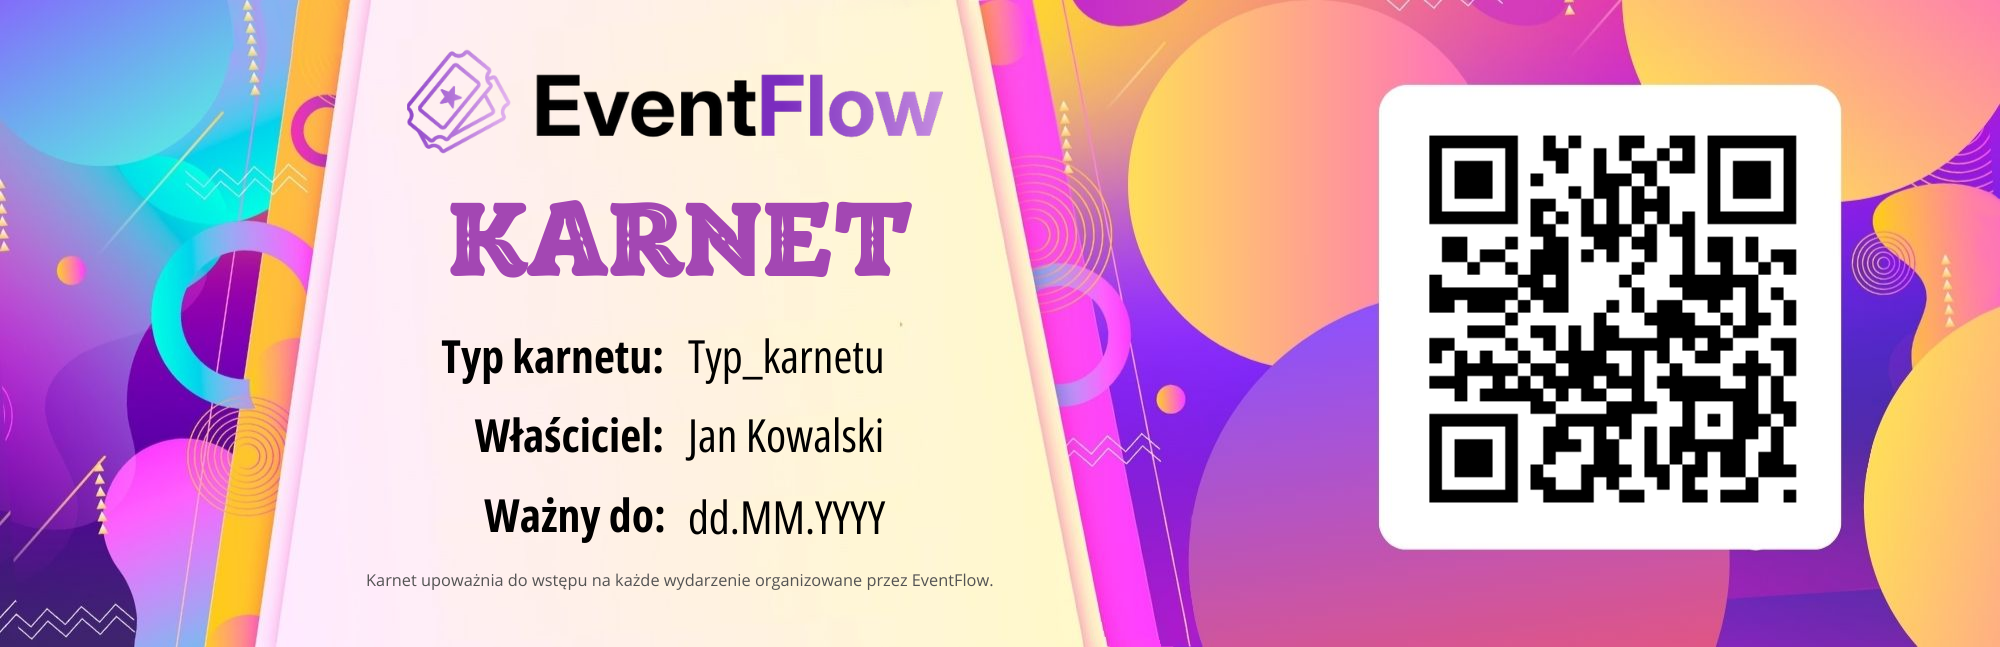 EventFlow
KARNET
Typ karnetu: Typ_karnetu
Właściciel: Jan Kowalski
Ważny do: dd.MM.YYYY
Karnet upoważnia do wstępu na każde wydarzenie organizowane przez EventFlow.